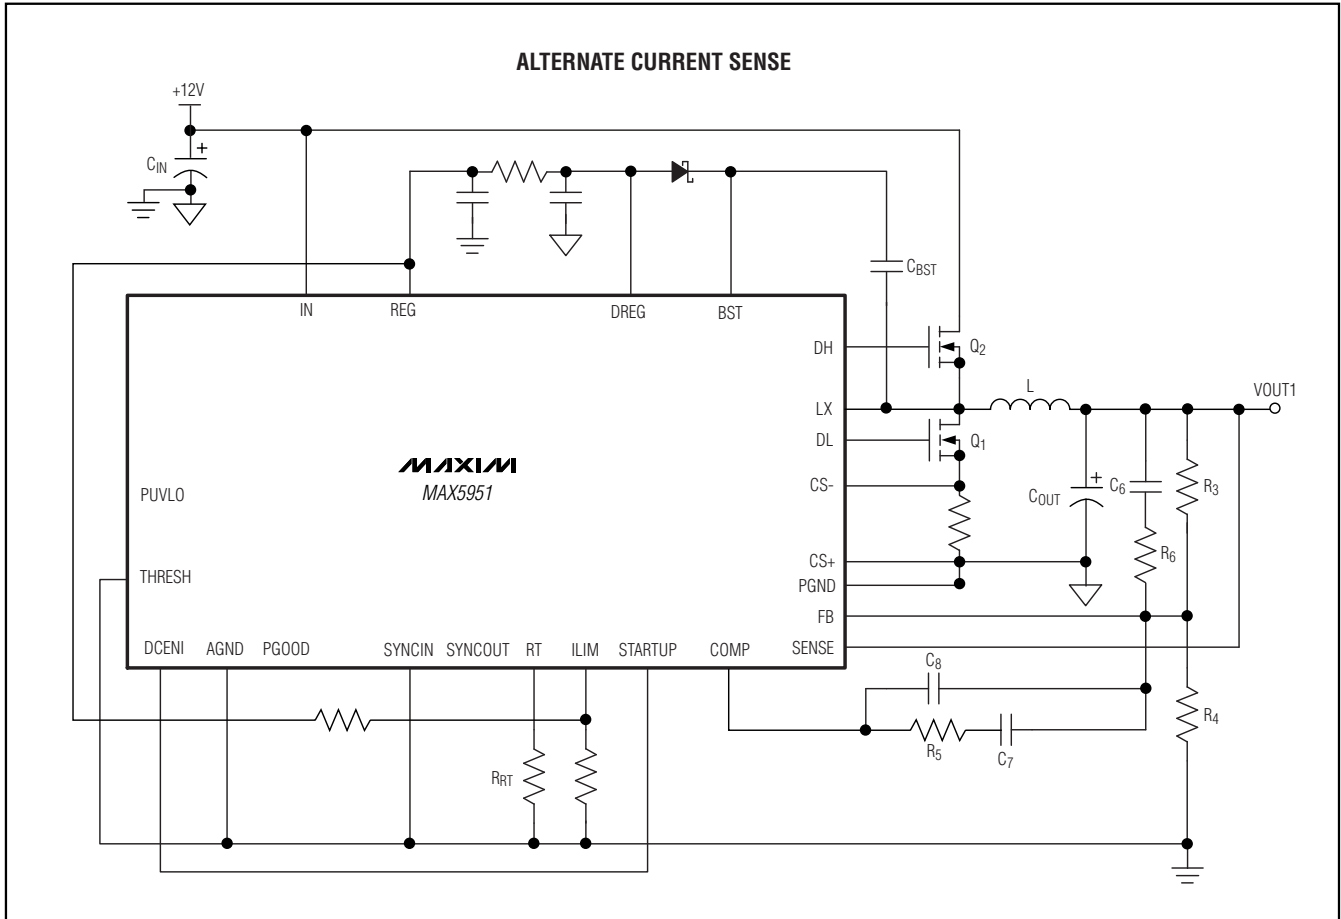 ALTERNATE CURRENT SENSE
+12V
+
CIN
CBST
IN
REG
DREG
BST
DH
Q2
L
VOUT1
LX
DL
Q1
MAXIM
MAX5951
PUVLO
CS-
+
COUT
C6
R3
R6
CS+
THRESH
PGND
FB
DCENI
AGND
PGOOD
SYNCIN
SYNCOUT
RT
ILIM
STARTUP
COMP
SENSE
C8
R4
R5
C7
RRT